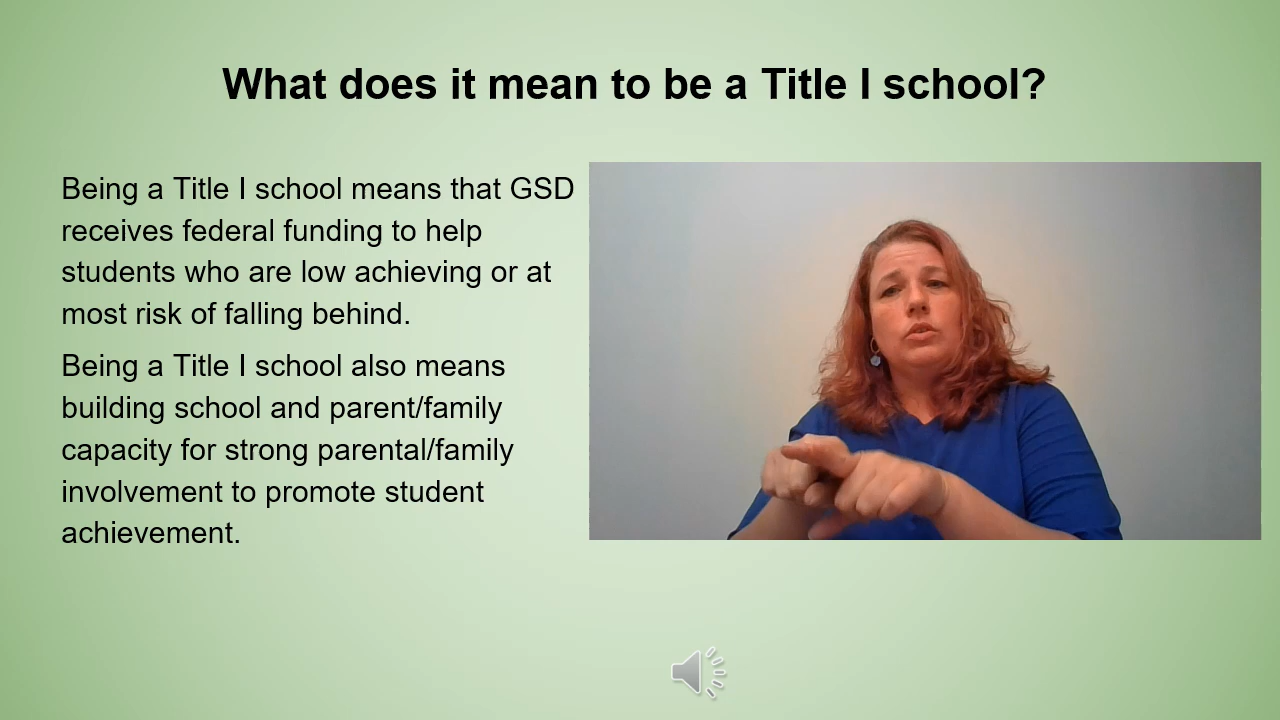 What does it mean to be a Title I school?
Being a Title I school means that GSD
receives federal funding to help
students who are low achieving or at
most risk of falling behind.
Being a Title I school also means
building school and parent/family
capacity for strong parental/family
involvement to promote student
achievement.